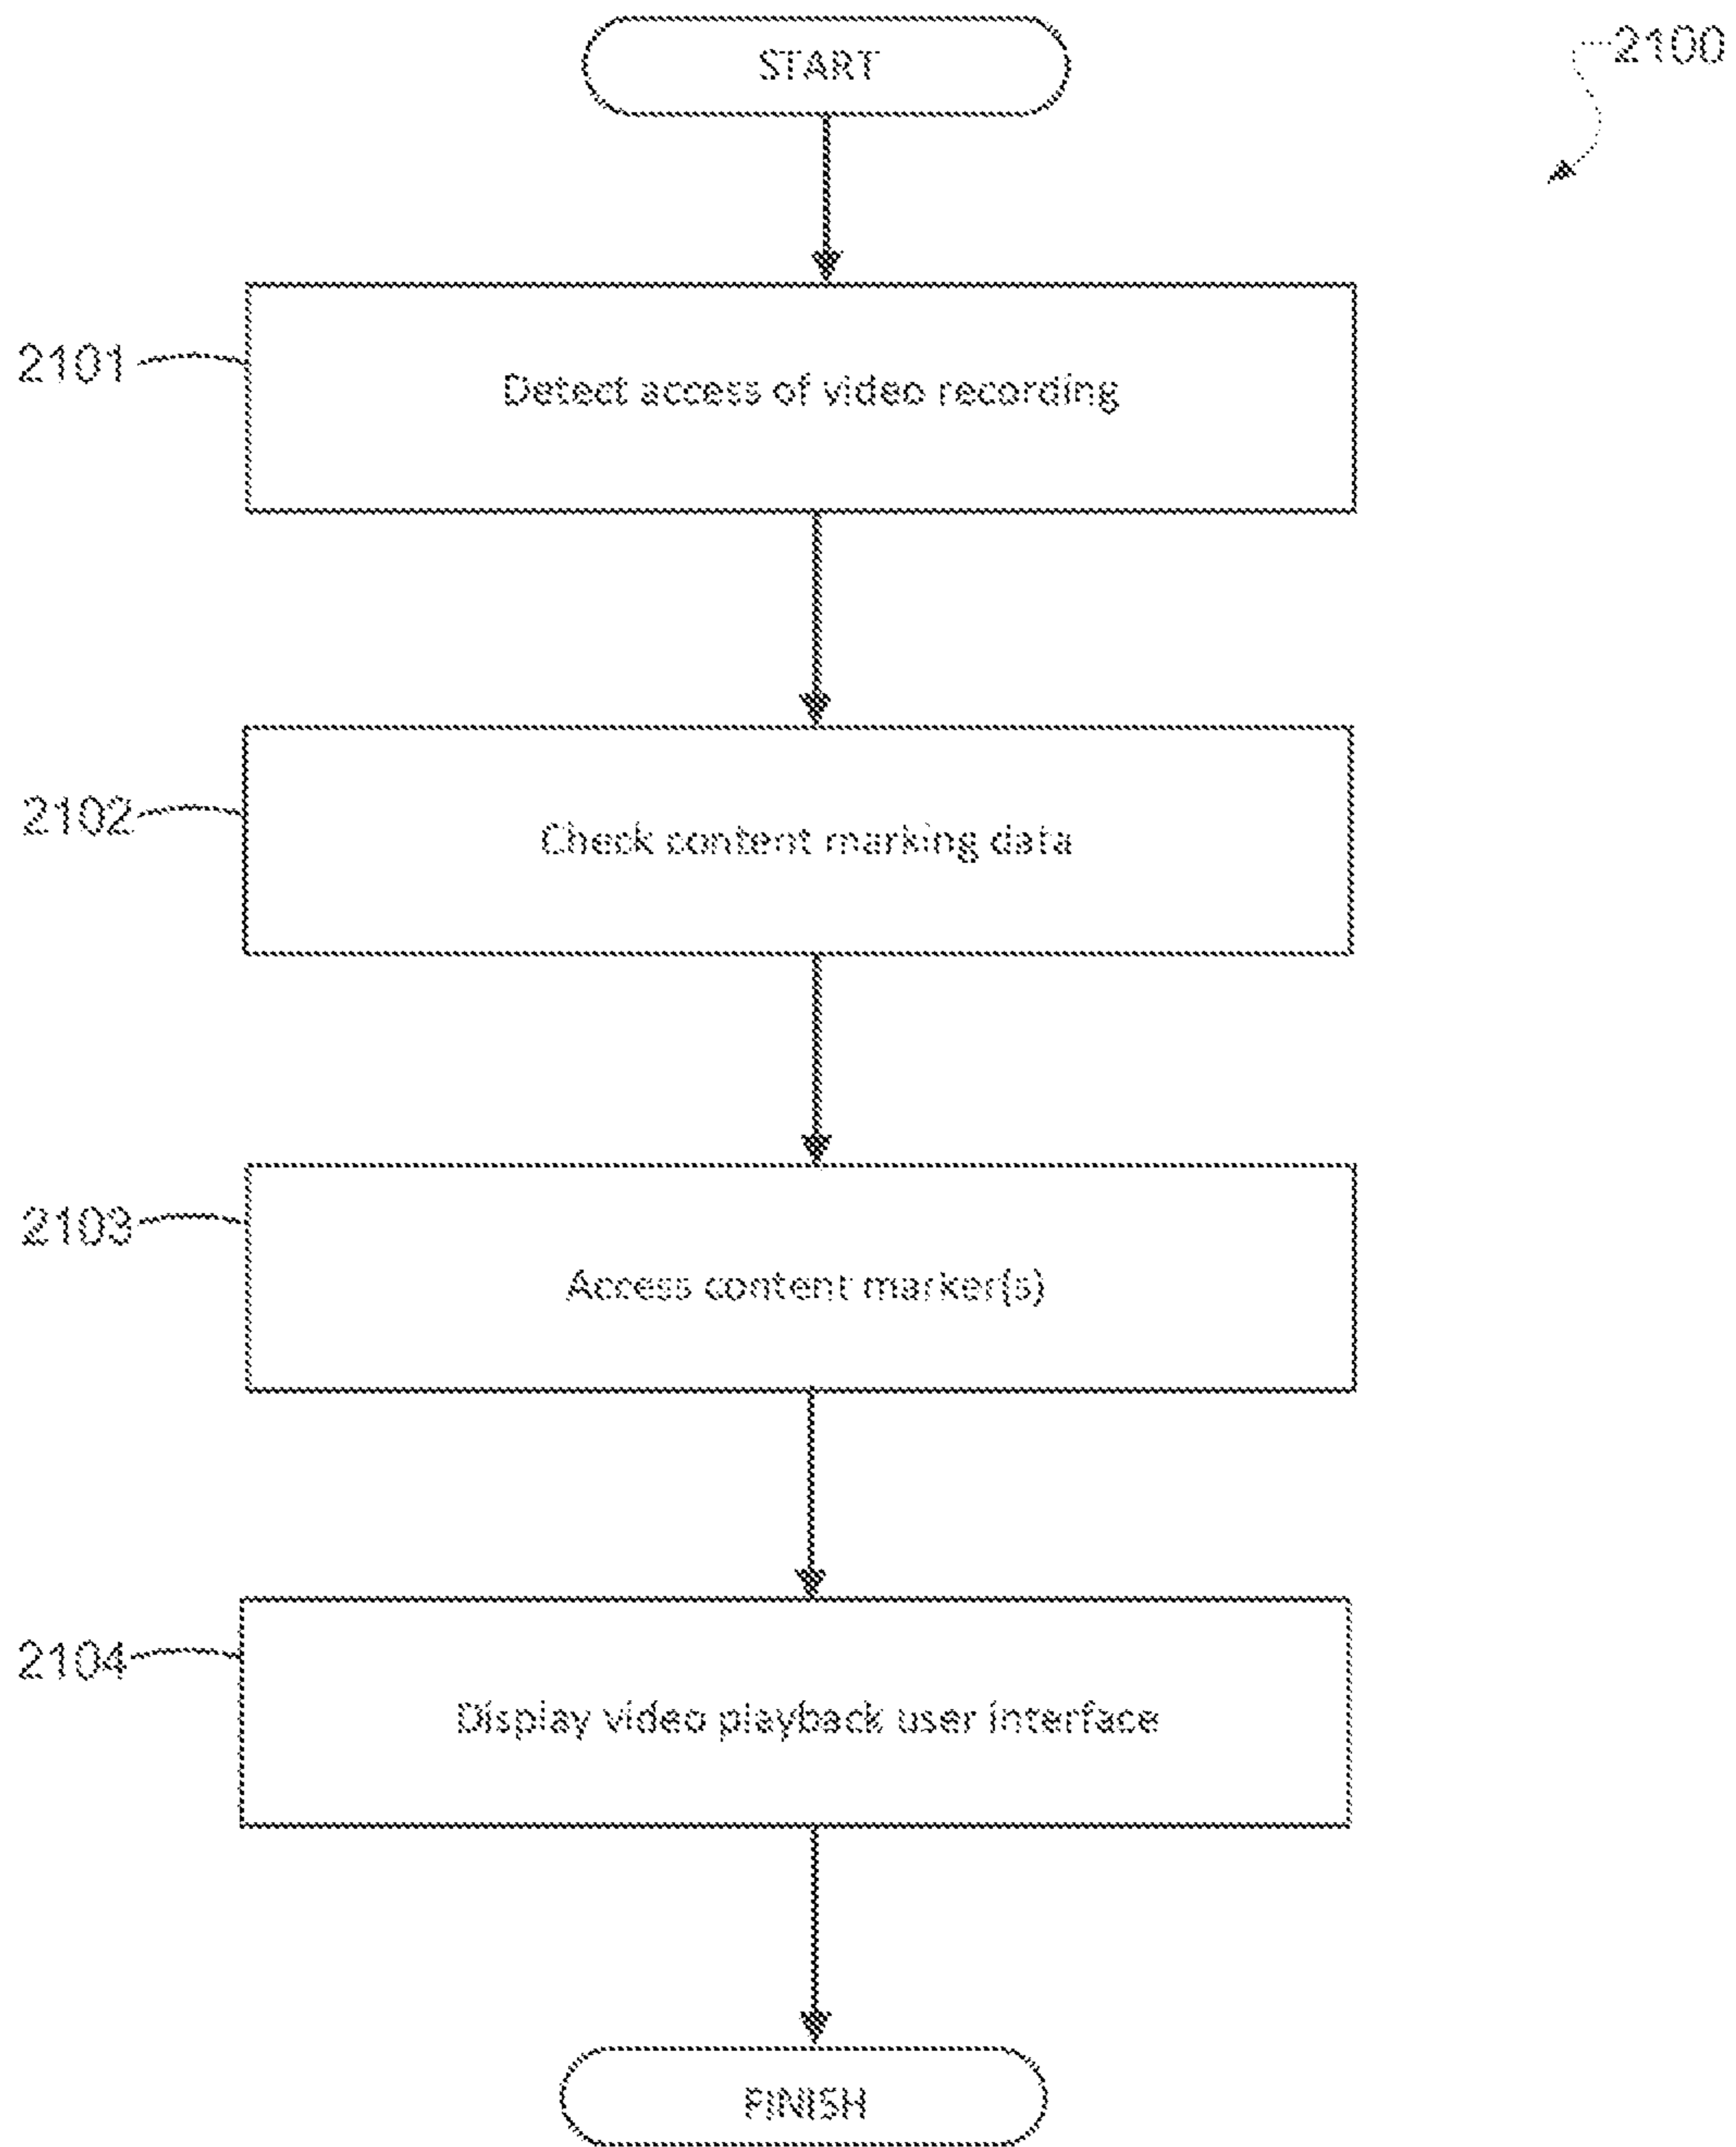 START
2100
2101
Detect access of video recording
2102
Check content marking data
2103
Access content marker(s)
2104
Display video playback user interface
FINISH